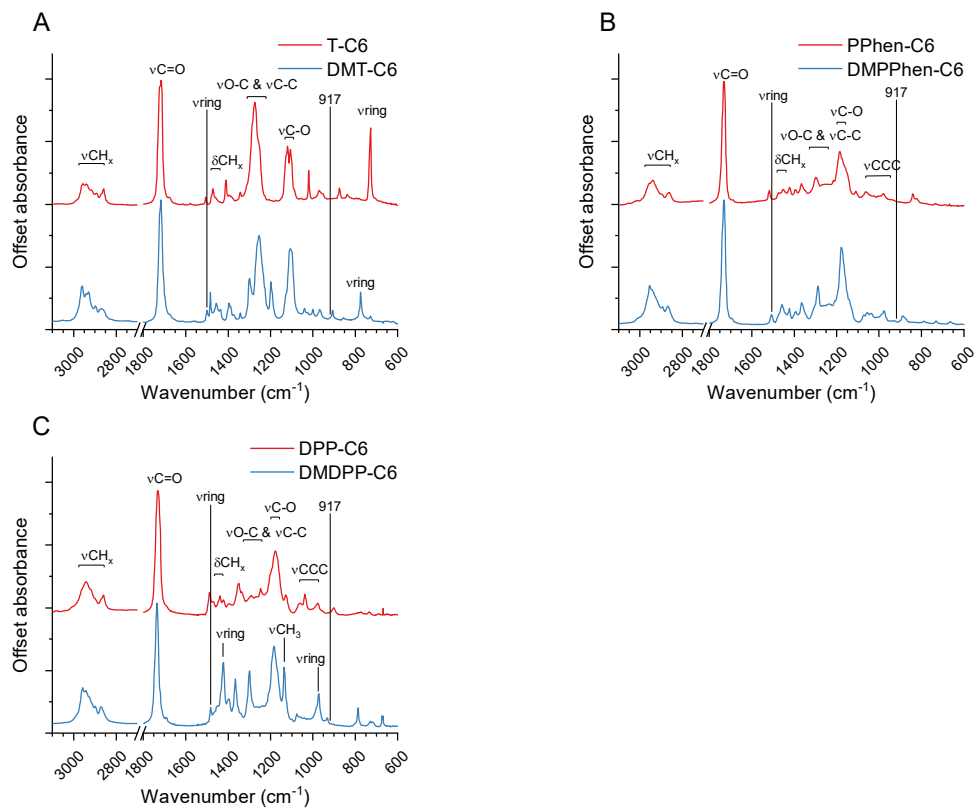 A
T-C6
DMT-C6
νC=O
νO-C & νC-C
νring
917
νring
νC-O
δCHₓ
νCHₓ
νring
Offset absorbance
3000 2800 1800 1600 1400 1200 1000 800 600
Wavenumber (cm⁻¹)
B
PPhen-C6
DMPPhen-C6
νC=O
917
νring
νC-O
νO-C & νC-C
νCHₓ
δCHₓ
νCCC
Offset absorbance
3000 2800 1800 1600 1400 1200 1000 800 600
Wavenumber (cm⁻¹)
C
DPP-C6
DMDPP-C6
νC=O
νring
917
νC-O
νO-C & νC-C
νCHₓ
δCHₓ
νCCC
νring
νCH₃
νring
Offset absorbance
3000 2800 1800 1600 1400 1200 1000 800 600
Wavenumber (cm⁻¹)